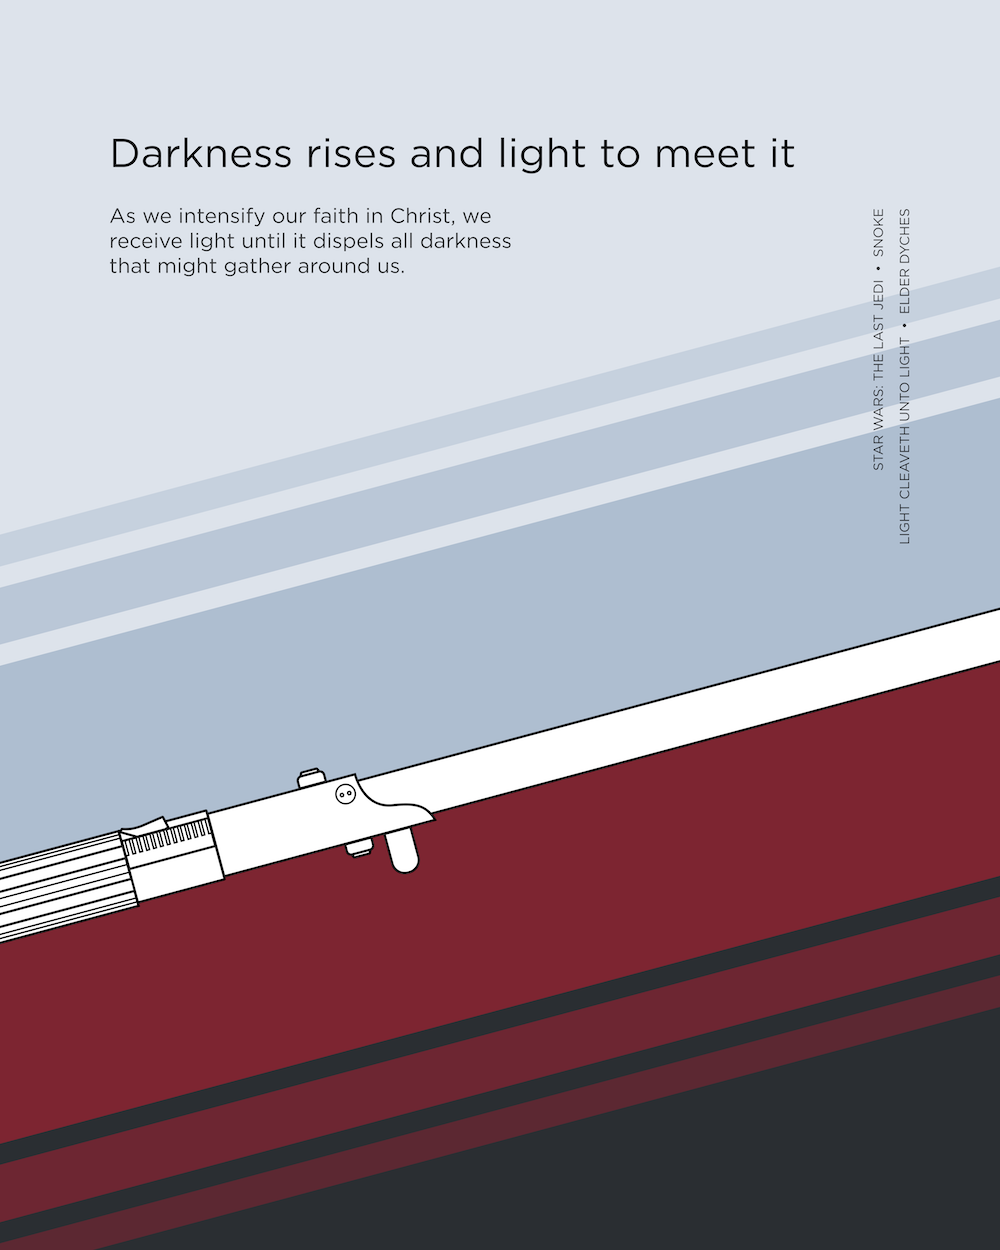 Darkness rises and light to meet it
As we intensify our faith in Christ, we
receive light until it dispels all darkness
that might gather around us.
STAR WARS: THE LAST JEDI • SNOKE
LIGHT CLEAVETH UNTO LIGHT • ELDER DYCHES